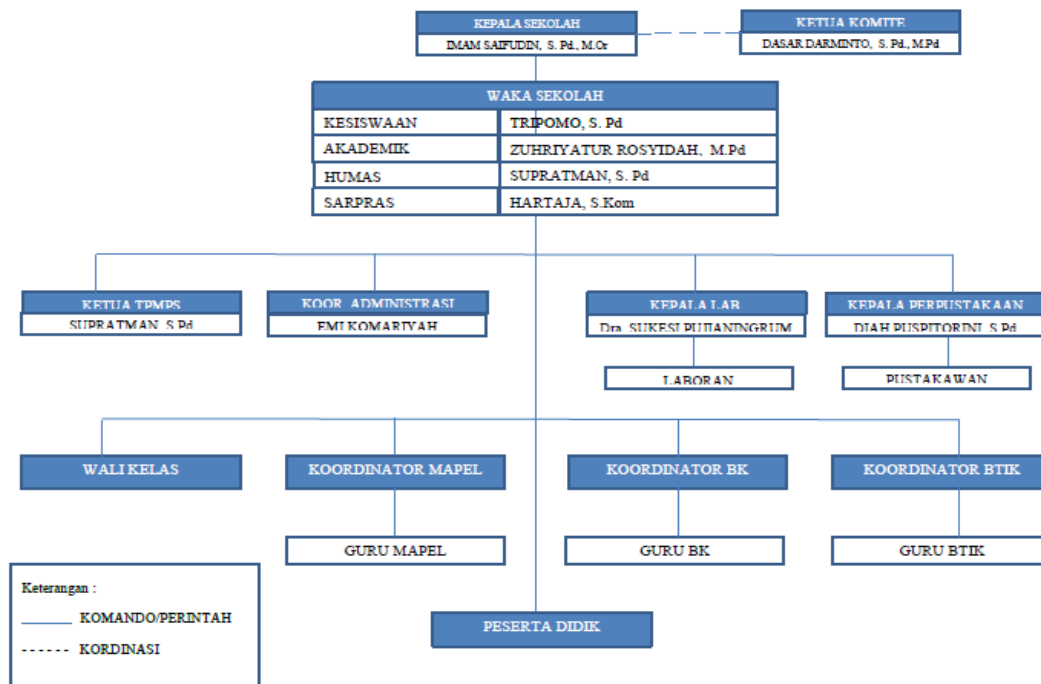 KEPALA SEKOLAH
IMAM SAIFUDIN, S. Pd., M.Or
KETUA KOMITE
DASAR DARMINTO, S. Pd., M.Pd
WAKA SEKOLAH
KESISWAAN TRIPOMO, S. Pd
AKADEMIK ZUHRIYATUR ROSYIDAH, M.Pd
HUMAS SUPRATMAN, S. Pd
SARPRAS HARTAJA, S.Kom
KETUA TPMPS
SUPRATMAN, S.Pd
KOOR. ADMINISTRASI
EMI KOMARIYAH
KEPALA LAB
Dra. SUKESI PUJIANINGRUM
KEPALA PERPUSTAKAAN
DIAH PUSPITORINI, S.Pd
LABORAN
PUSTAKAWAN
WALI KELAS
KOORDINATOR MAPEL
KOORDINATOR BK
KOORDINATOR BTIK
GURU MAPEL
GURU BK
GURU BTIK
Keterangan :
KOMANDO/PERINTAH
KORDINASI
PESERTA DIDIK